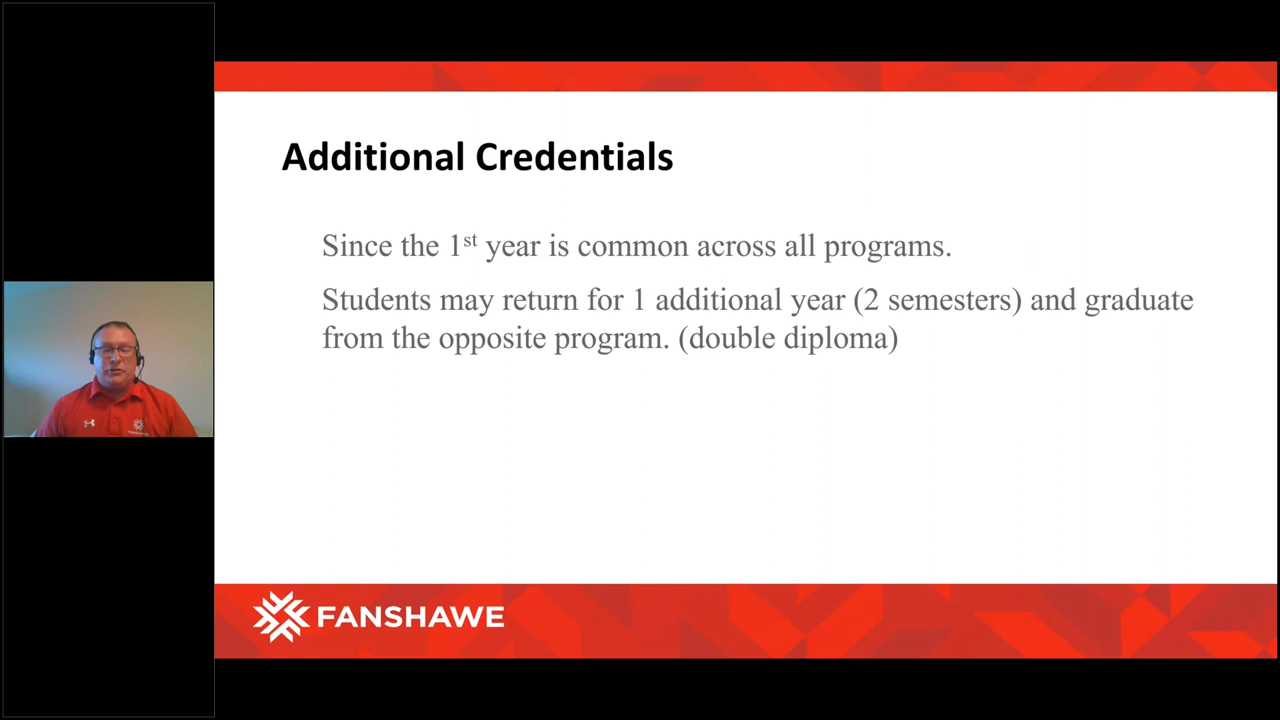 Additional Credentials
Since the 1st year is common across all programs.
Students may return for 1 additional year (2 semesters) and graduate
from the opposite program. (double diploma)
FANSHAWE